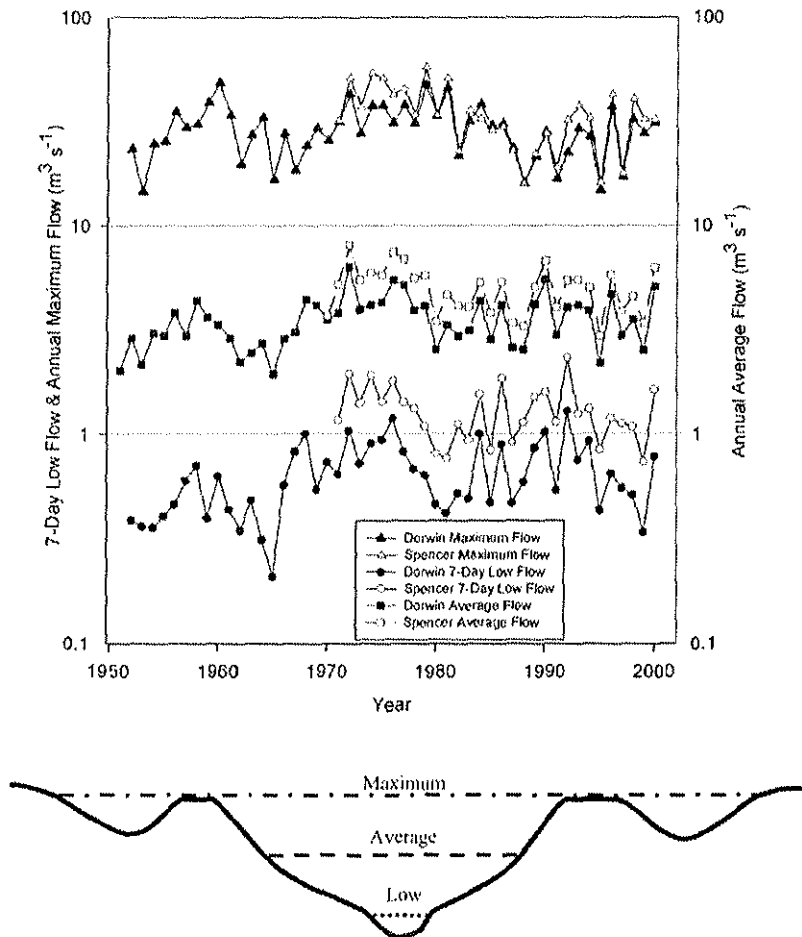 100
10
1
0.1
7-Day Low Flow & Annual Maximum Flow (m³ s⁻¹)
100
10
1
0.1
Annual Average Flow (m³ s⁻¹)
Dorwin Maximum Flow
Spencer Maximum Flow
Dorwin 7-Day Low Flow
Spencer 7-Day Low Flow
Dorwin Average Flow
Spencer Average Flow
1950 1960 1970 1980 1990 2000
Year
Maximum
Average
Low